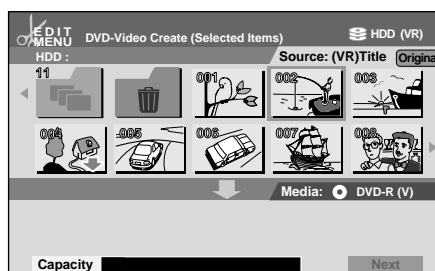 EDIT
MENU
DVD-Video Create (Selected Items)
HDD (VR)
HDD :
Source: (VR)Title
Origina
11
001
002
003
004
005
006
007
008
Media:
DVD-R (V)
Capacity
Next